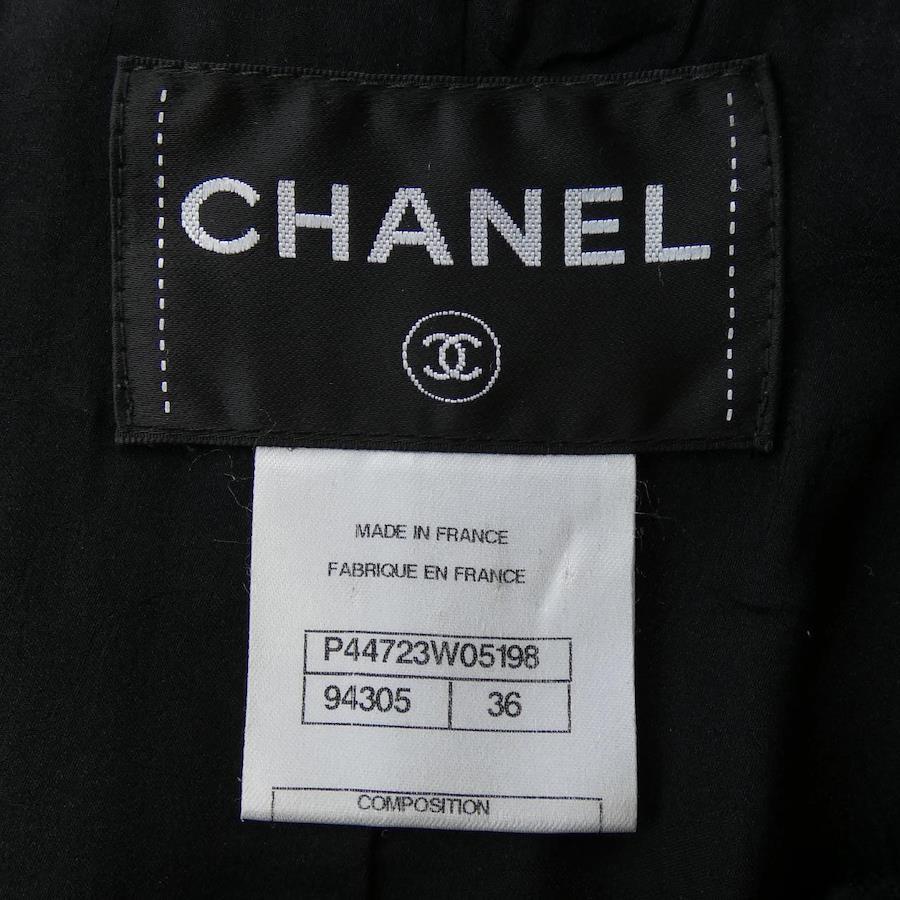 CHANEL
MADE IN FRANCE
FABRIQUE EN FRANCE
P44723W05198
94305 36
COMPOSITION